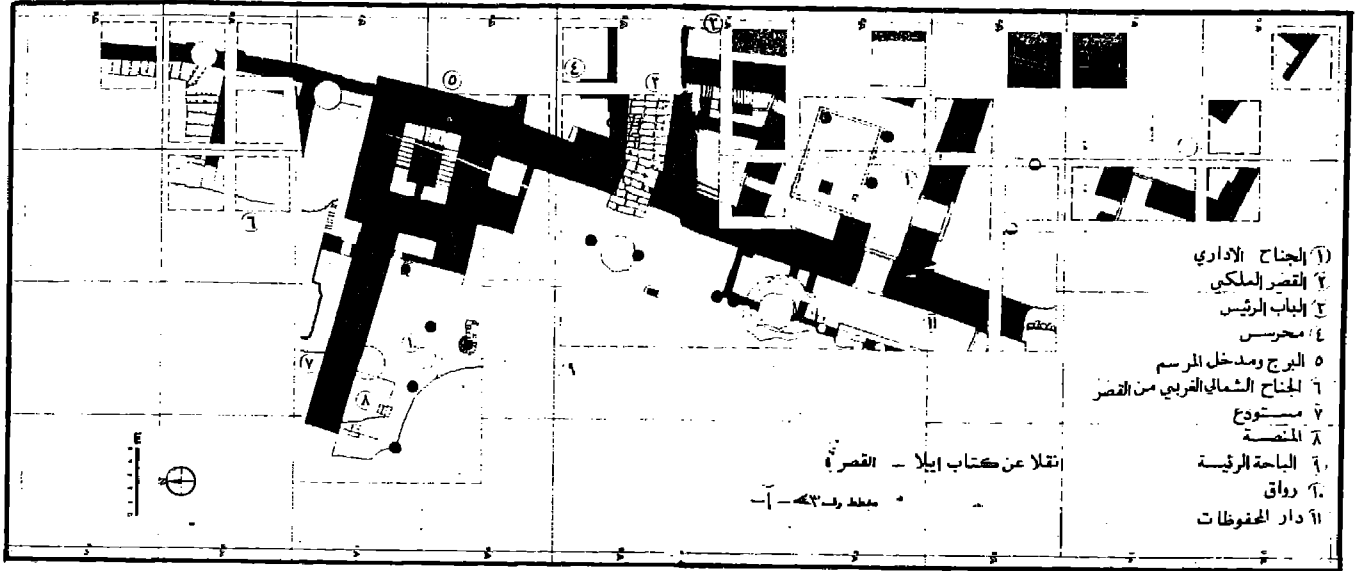 ١ الجناح الاداري
٢ القصر الملكي
٣ الباب الرئيس
٤ محرس
٥ البرج ومدخل المرسم
٦ الجناح الشمالي الغربي من القصر
٧ مستودع
٨ المنصة
٩ الباحة الرئيسة
١٠ رواق
١١ دار المحفوظات
نقلا عن كتاب إيبلا - القصر
مخطط رقم